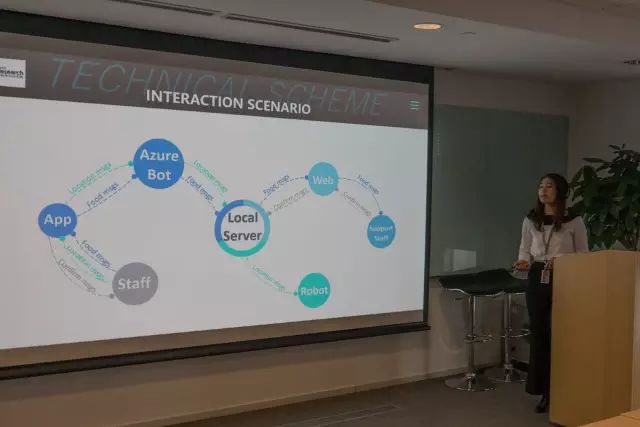 Research
TECHNICAL SCHEME
INTERACTION SCENARIO
Azure
Bot
Location msgs
Food msgs
Location msgs
Food msgs
App
Food msgs
Location msgs
Confirm msgs
Staff
Local
Server
Food msgs
Confirm msgs
Web
Food msgs
Confirm msgs
Support
Staff
Location msgs
Robot